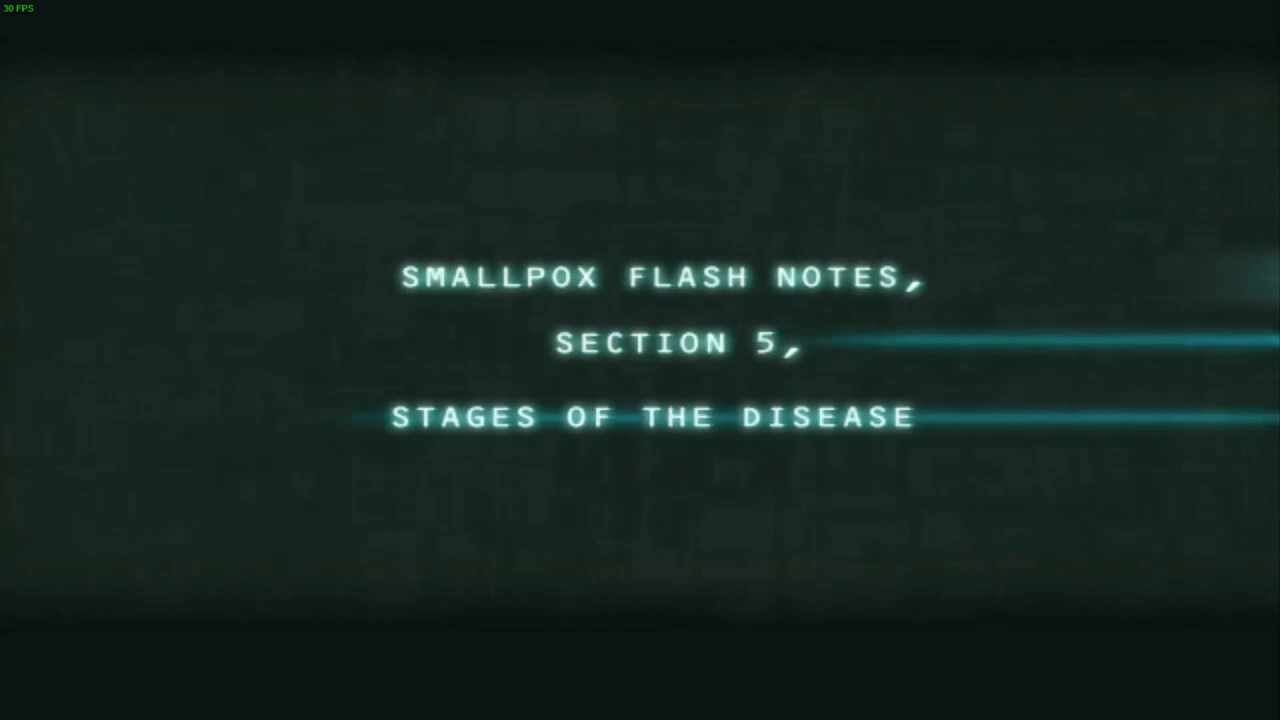 30 FPS
SMALLPOX FLASH NOTES,
SECTION 5,
STAGES OF THE DISEASE